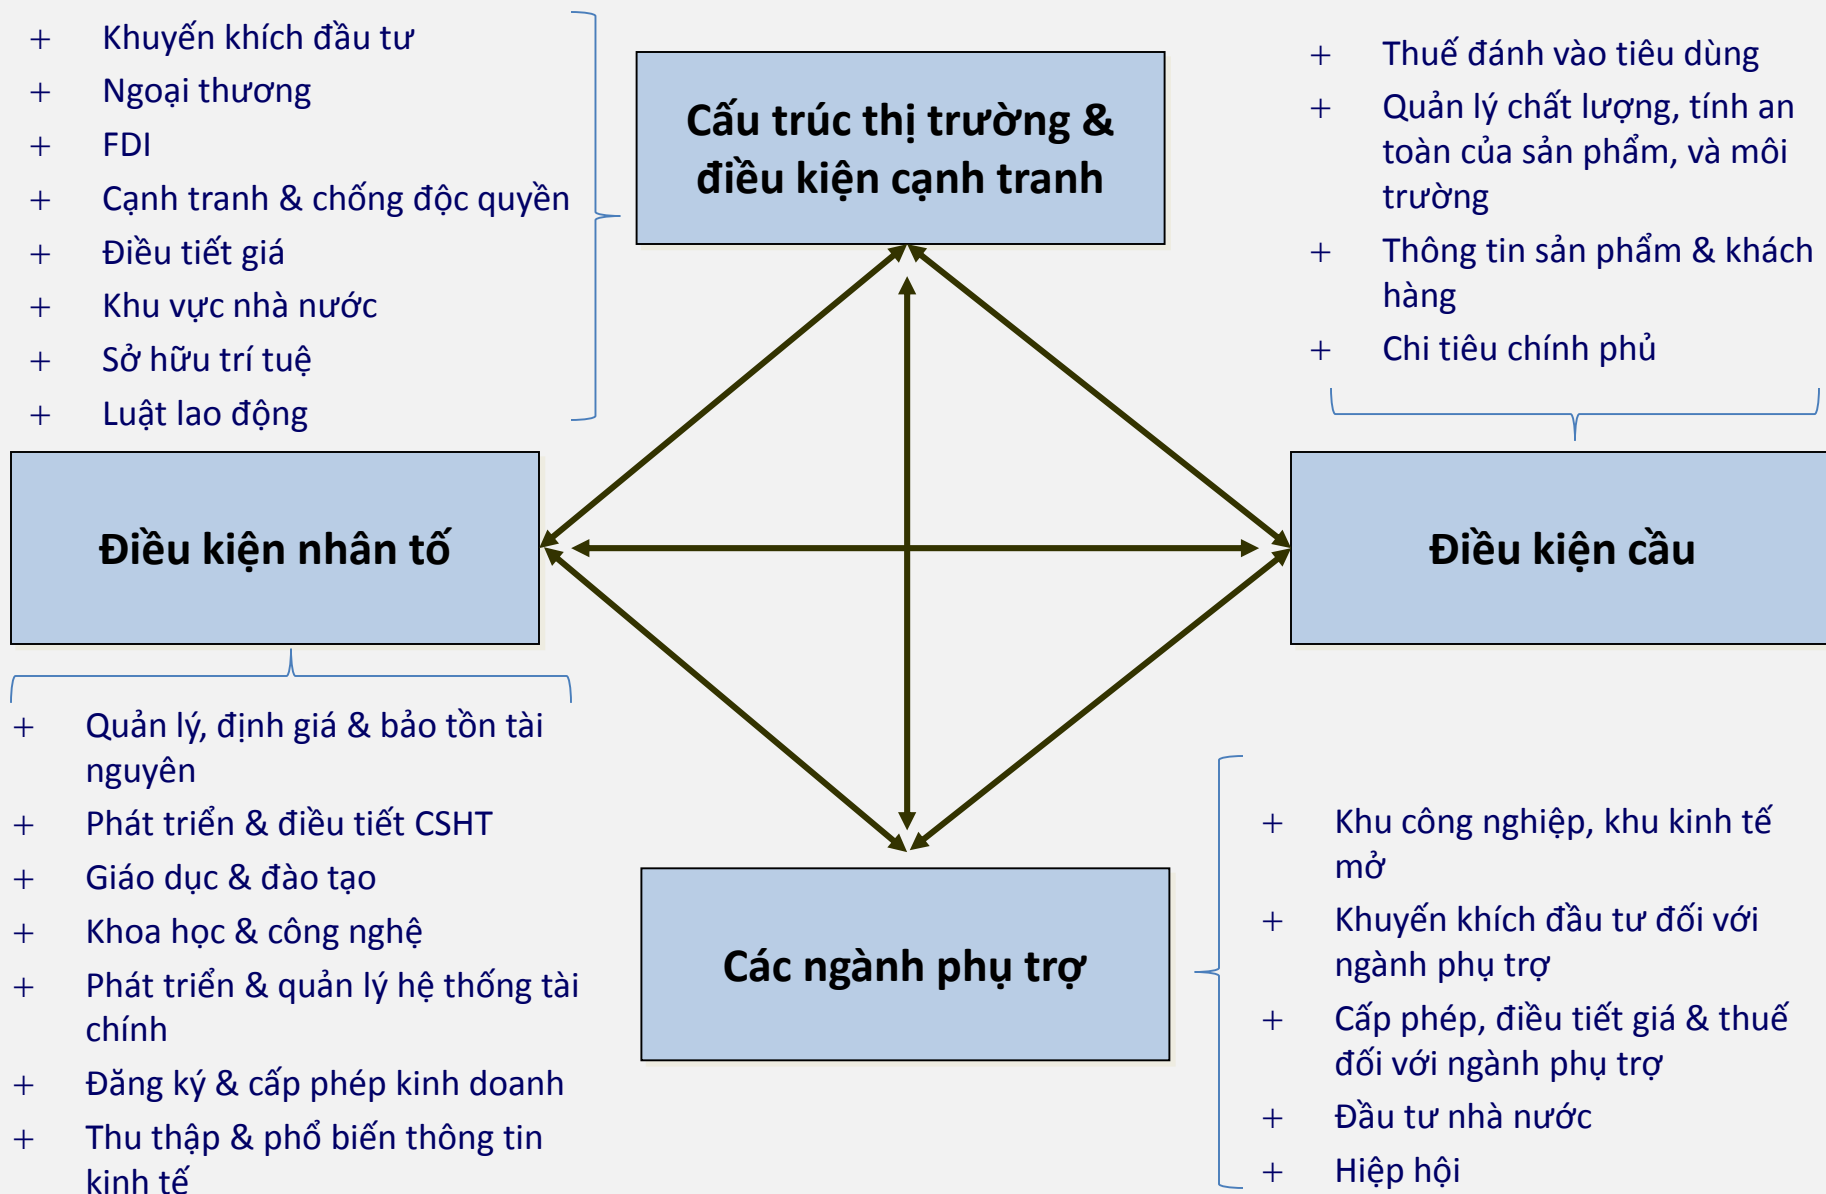 + Khuyến khích đầu tư
+ Ngoại thương
+ FDI
+ Cạnh tranh & chống độc quyền
+ Điều tiết giá
+ Khu vực nhà nước
+ Sở hữu trí tuệ
+ Luật lao động
Cấu trúc thị trường &
điều kiện cạnh tranh
+ Thuế đánh vào tiêu dùng
+ Quản lý chất lượng, tính an
toàn của sản phẩm, và môi
trường
+ Thông tin sản phẩm & khách
hàng
+ Chi tiêu chính phủ
Điều kiện nhân tố
Điều kiện cầu
+ Quản lý, định giá & bảo tồn tài
nguyên
+ Phát triển & điều tiết CSHT
+ Giáo dục & đào tạo
+ Khoa học & công nghệ
+ Phát triển & quản lý hệ thống tài
chính
+ Đăng ký & cấp phép kinh doanh
+ Thu thập & phổ biến thông tin
kinh tế
Các ngành phụ trợ
+ Khu công nghiệp, khu kinh tế
mở
+ Khuyến khích đầu tư đối với
ngành phụ trợ
+ Cấp phép, điều tiết giá & thuế
đối với ngành phụ trợ
+ Đầu tư nhà nước
+ Hiệp hội